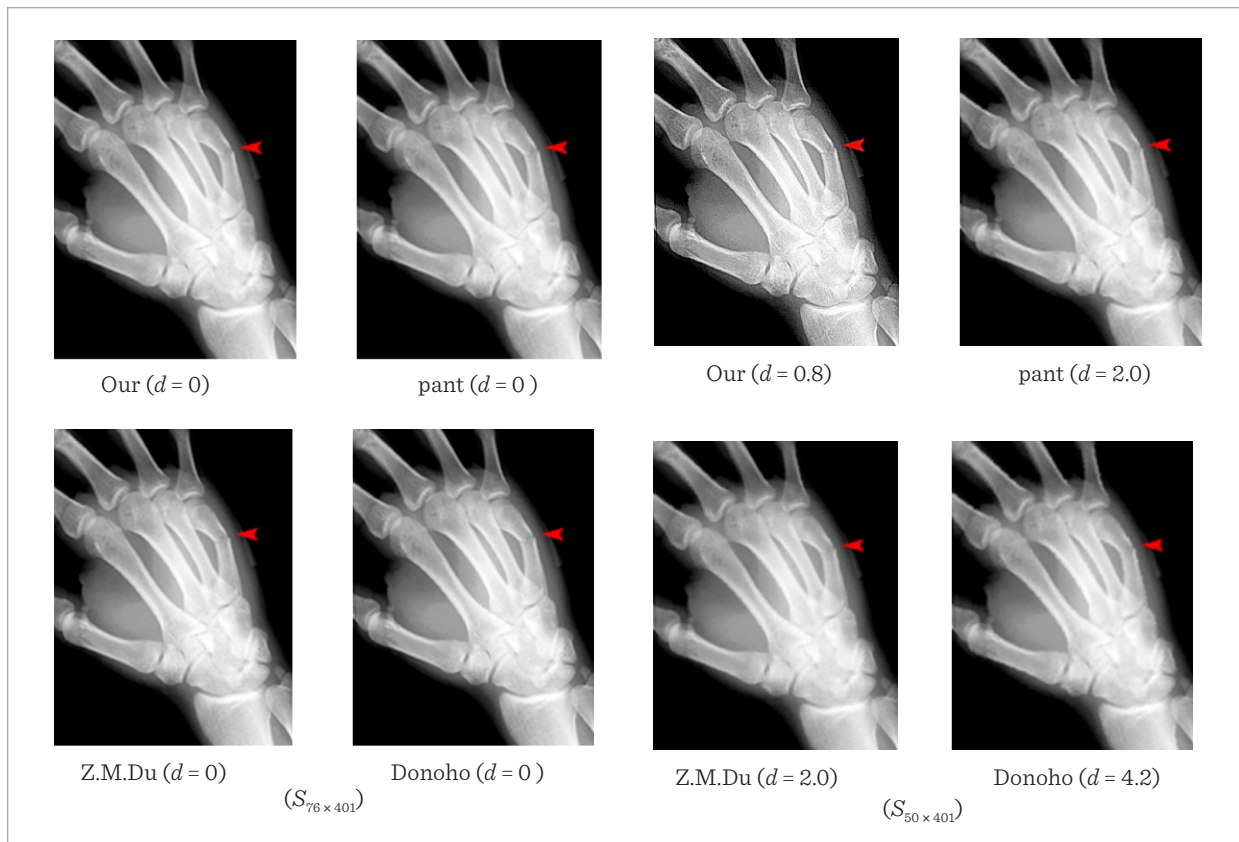 Our (d = 0)
pant (d = 0 )
Our (d = 0.8)
pant (d = 2.0)
Z.M.Du (d = 0)
Donoho (d = 0 )
Z.M.Du (d = 2.0)
Donoho (d = 4.2)
(S76 × 401)
(S50 × 401)